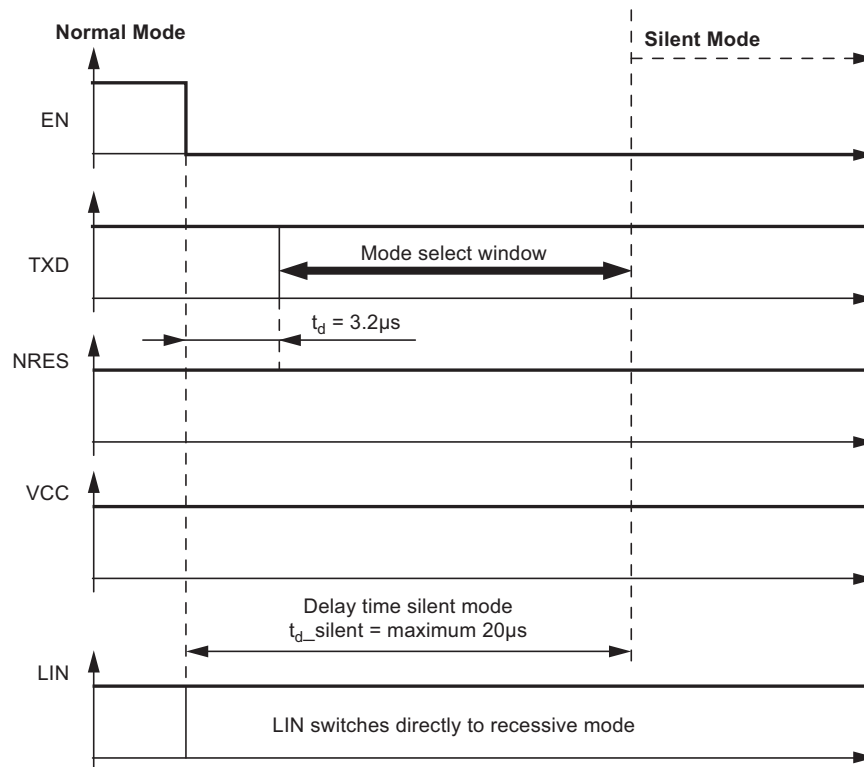 Normal Mode
Silent Mode
EN
TXD
Mode select window
t_d = 3.2µs
NRES
VCC
Delay time silent mode
t_d_silent = maximum 20µs
LIN
LIN switches directly to recessive mode